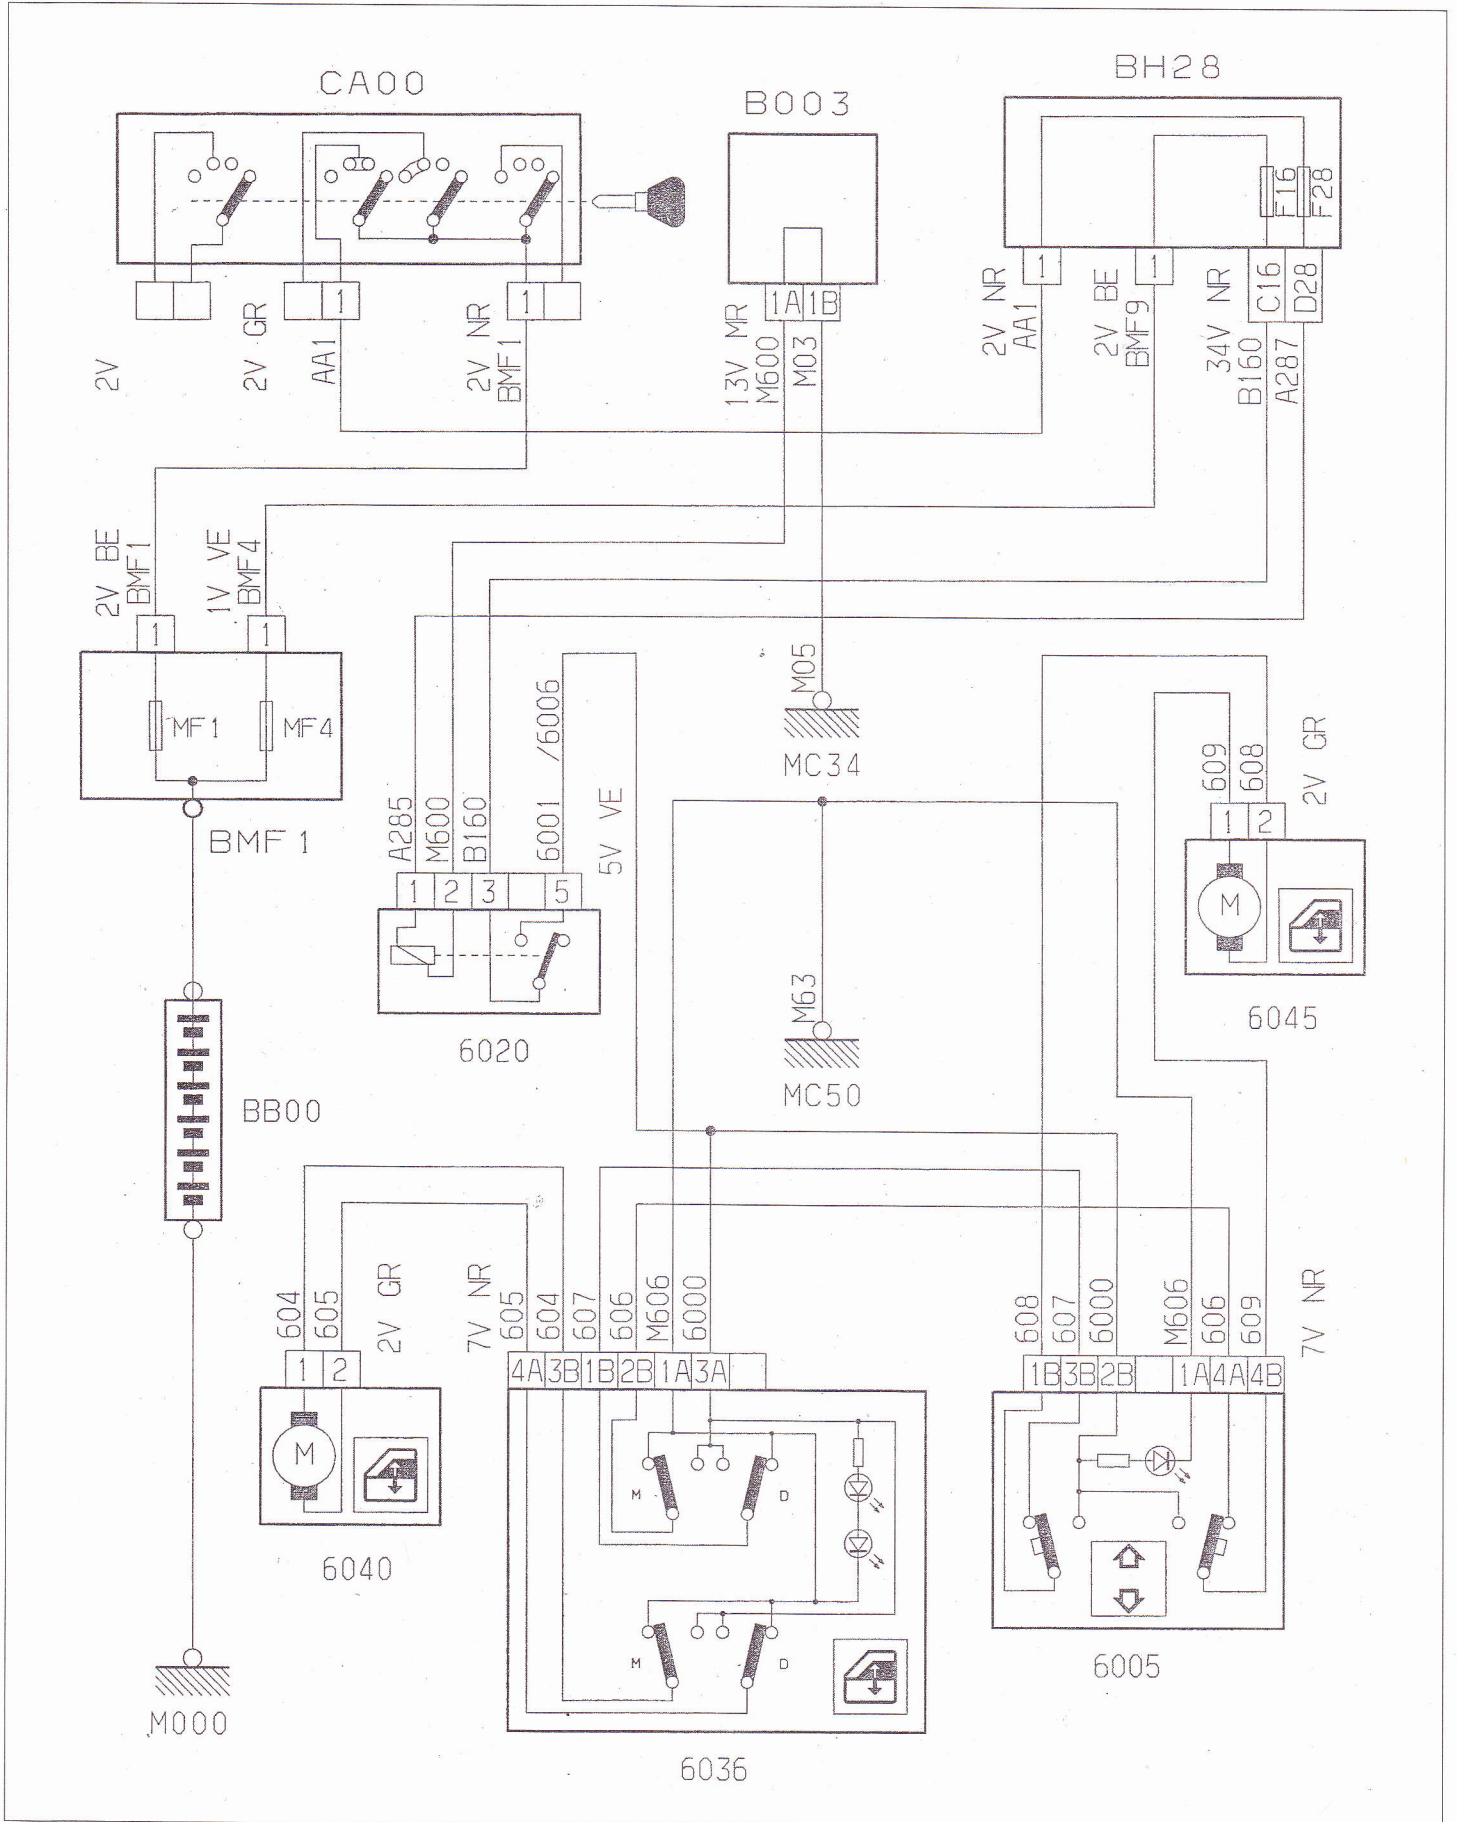 CA00
B003
BH28
F16
F28
1
1
1A
1B
1
1
C16
D28
2V
2V GR
AA1
2V NR
BMF1
13V MR
M600
M03
2V NR
AA1
2V BE
BMF9
34V NR
B160
A287
2V BE
BMF1
1V VE
BMF4
1
1
MF1
MF4
BMF1
M05
MC34
A285
M600
B160
6001 /6006
5V VE
1
2
3
5
6020
609
608
2V GR
1
2
M
6045
M63
MC50
BB00
604
605
2V GR
1
2
M
6040
7V NR
605
604
607
606
M606
6000
4A
3B
1B
2B
1A
3A
M
D
M
D
6036
608
607
6000
M606
606
609
7V NR
1B
3B
2B
1A
4A
4B
6005
M000